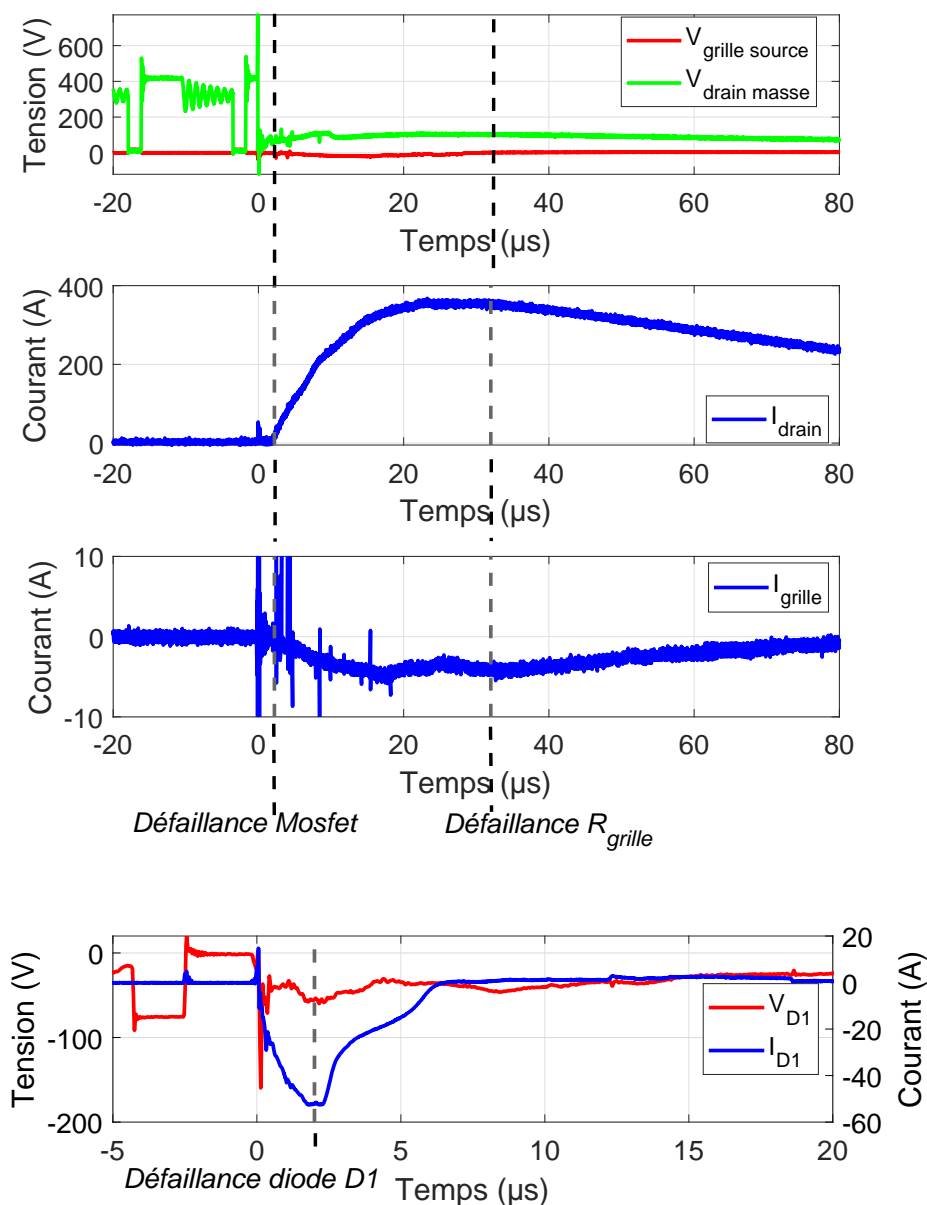 600
400
200
0
Tension (V)
V grille source
V drain masse
-20 0 20 40 60 80
Temps (µs)
400
200
0
Courant (A)
I drain
-20 0 20 40 60 80
Temps (µs)
10
0
-10
Courant (A)
I grille
-20 0 20 40 60 80
Temps (µs)
Défaillance Mosfet
Défaillance R grille
0
-100
-200
Tension (V)
20
0
-20
-40
-60
Courant (A)
V D1
I D1
-5 0 5 10 15 20
Défaillance diode D1
Temps (µs)